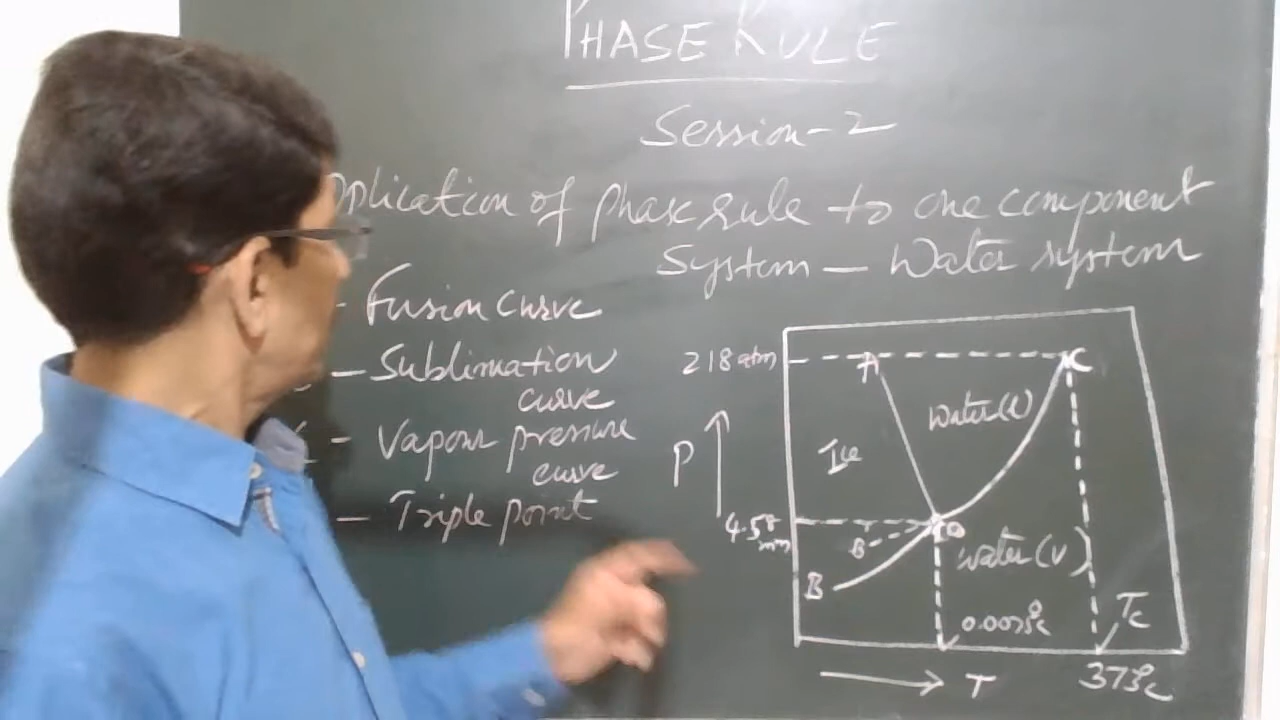 PHASE RULE
Session-2
pplication of Phase rule to one component
System — Water system
- Fusion curve
— Sublimation
curve
- Vapour pressure
curve
— Triple point
218 atm
A
C
Water(l)
Ice
P
4.58
mm
B'
O
B
water(v)
0.0075°C
Tc
T
373°C